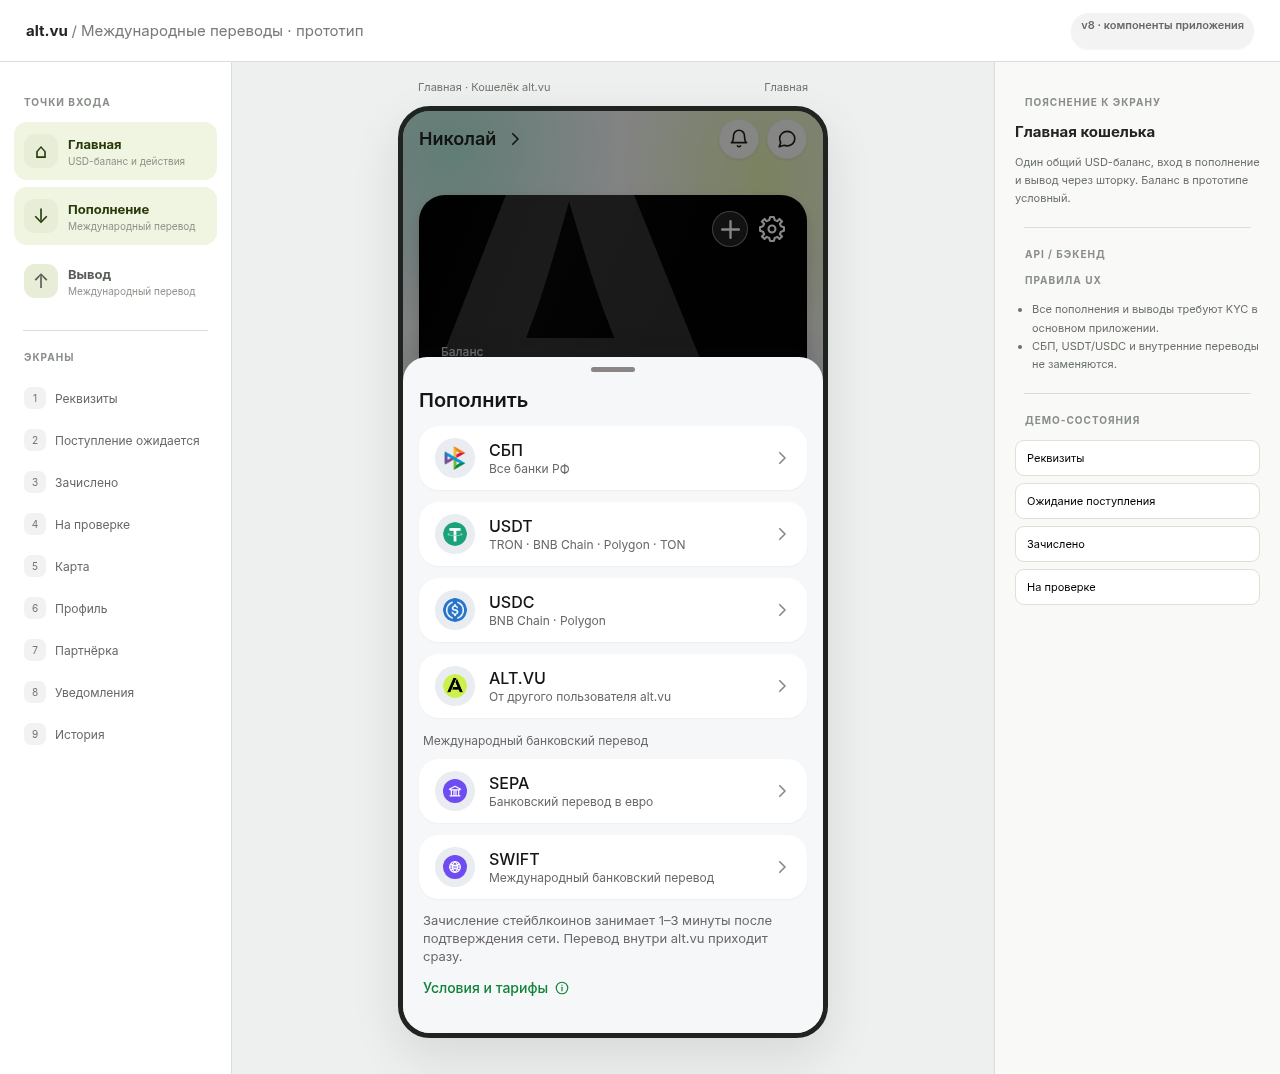 alt.vu / Международные переводы · прототип
v8 · компоненты приложения
ТОЧКИ ВХОДА
Главная
USD-баланс и действия
Пополнение
Международный перевод
Вывод
Международный перевод
ЭКРАНЫ
1 Реквизиты
2 Поступление ожидается
3 Зачислено
4 На проверке
5 Карта
6 Профиль
7 Партнёрка
8 Уведомления
9 История
Главная · Кошелёк alt.vu
Главная
Николай
Баланс
Пополнить
СБП
Все банки РФ
USDT
TRON · BNB Chain · Polygon · TON
USDC
BNB Chain · Polygon
ALT.VU
От другого пользователя alt.vu
Международный банковский перевод
SEPA
Банковский перевод в евро
SWIFT
Международный банковский перевод
Зачисление стейблкоинов занимает 1–3 минуты после
подтверждения сети. Перевод внутри alt.vu приходит
сразу.
Условия и тарифы
ПОЯСНЕНИЕ К ЭКРАНУ
Главная кошелька
Один общий USD-баланс, вход в пополнение
и вывод через шторку. Баланс в прототипе
условный.
API / БЭКЕНД
ПРАВИЛА UX
• Все пополнения и выводы требуют KYC в
основном приложении.
• СБП, USDT/USDC и внутренние переводы
не заменяются.
ДЕМО-СОСТОЯНИЯ
Реквизиты
Ожидание поступления
Зачислено
На проверке